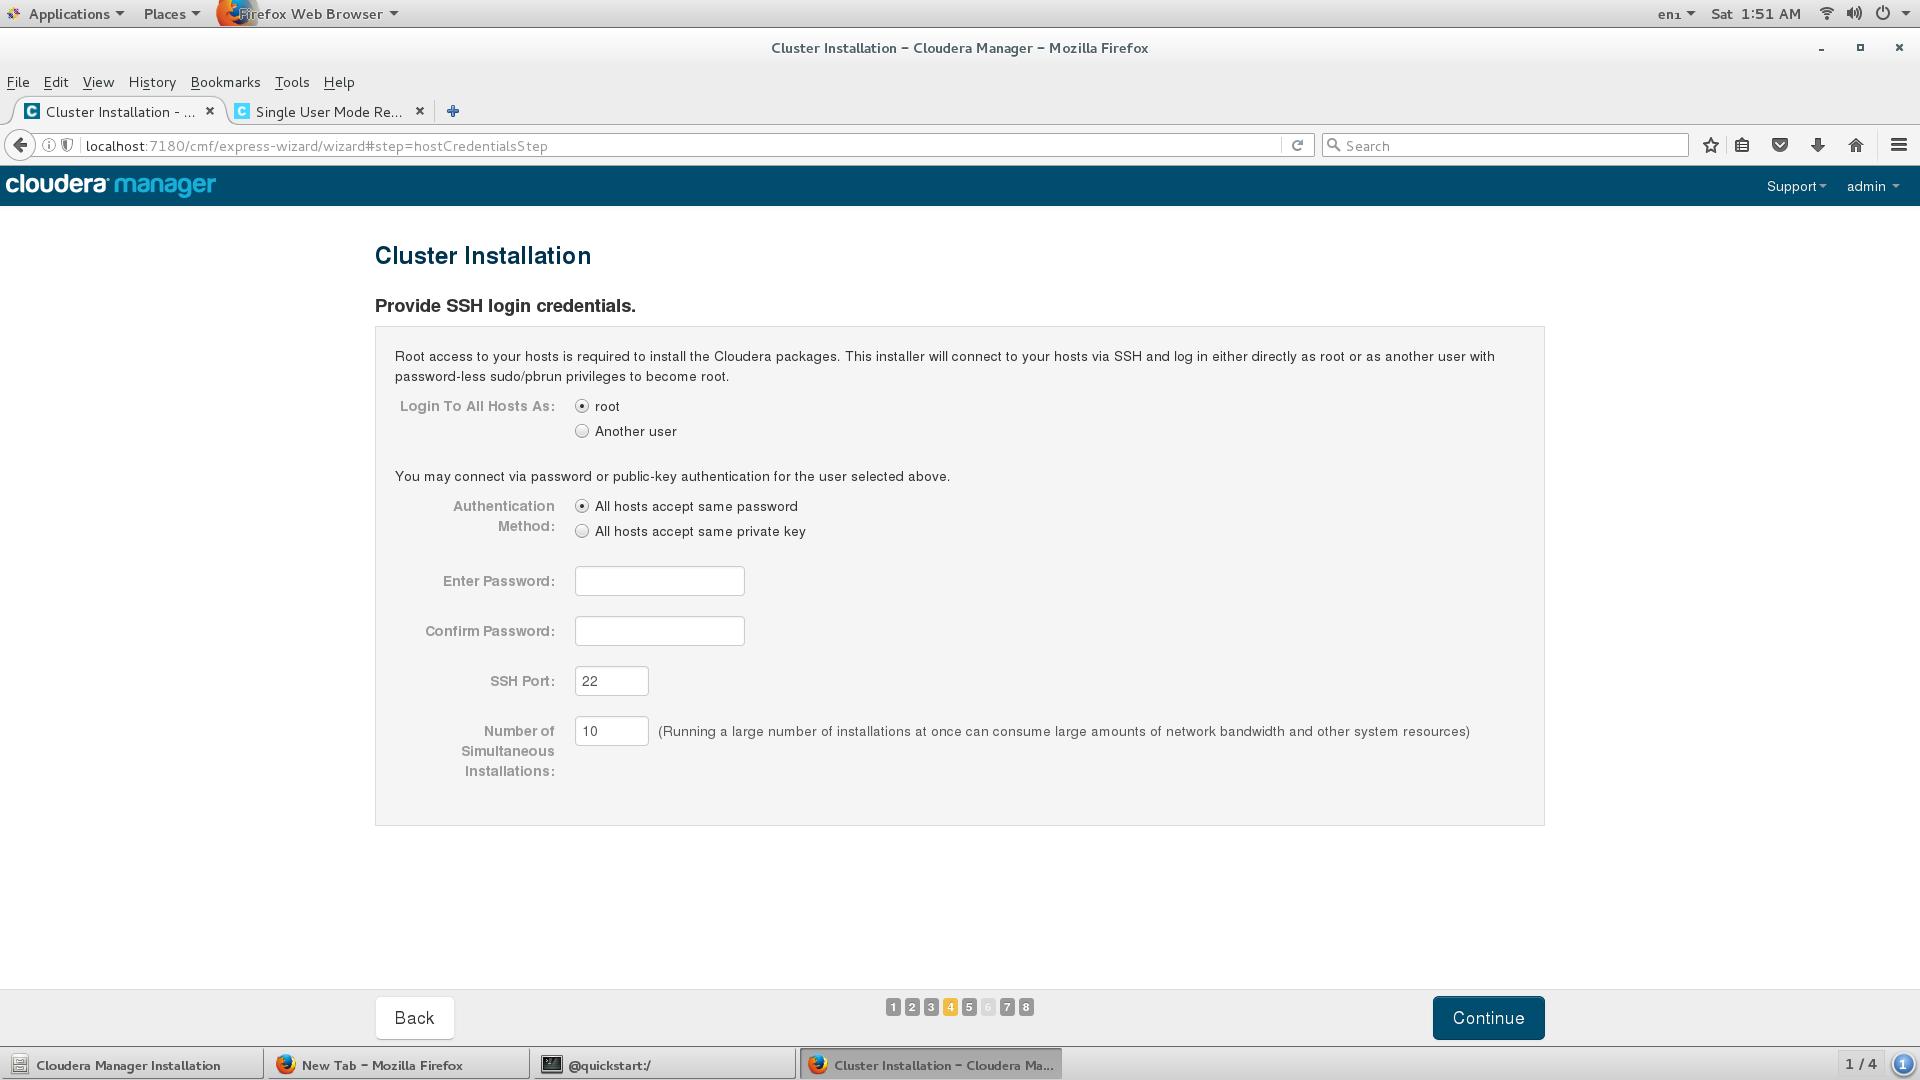 Applications Places Firefox Web Browser en1 Sat 1:51 AM
Cluster Installation - Cloudera Manager - Mozilla Firefox
File Edit View History Bookmarks Tools Help
Cluster Installation - ... Single User Mode Re...
localhost:7180/cmf/express-wizard/wizard#step=hostCredentialsStep Search
cloudera manager Support admin
Cluster Installation
Provide SSH login credentials.
Root access to your hosts is required to install the Cloudera packages. This installer will connect to your hosts via SSH and log in either directly as root or as another user with
password-less sudo/pbrun privileges to become root.
Login To All Hosts As: root
Another user
You may connect via password or public-key authentication for the user selected above.
Authentication
Method:
All hosts accept same password
All hosts accept same private key
Enter Password:
Confirm Password:
SSH Port: 22
Number of
Simultaneous
Installations:
10 (Running a large number of installations at once can consume large amounts of network bandwidth and other system resources)
Back 1 2 3 4 5 6 7 8 Continue
Cloudera Manager Installation New Tab - Mozilla Firefox @quickstart:/ Cluster Installation - Cloudera Ma... 1 / 4 1